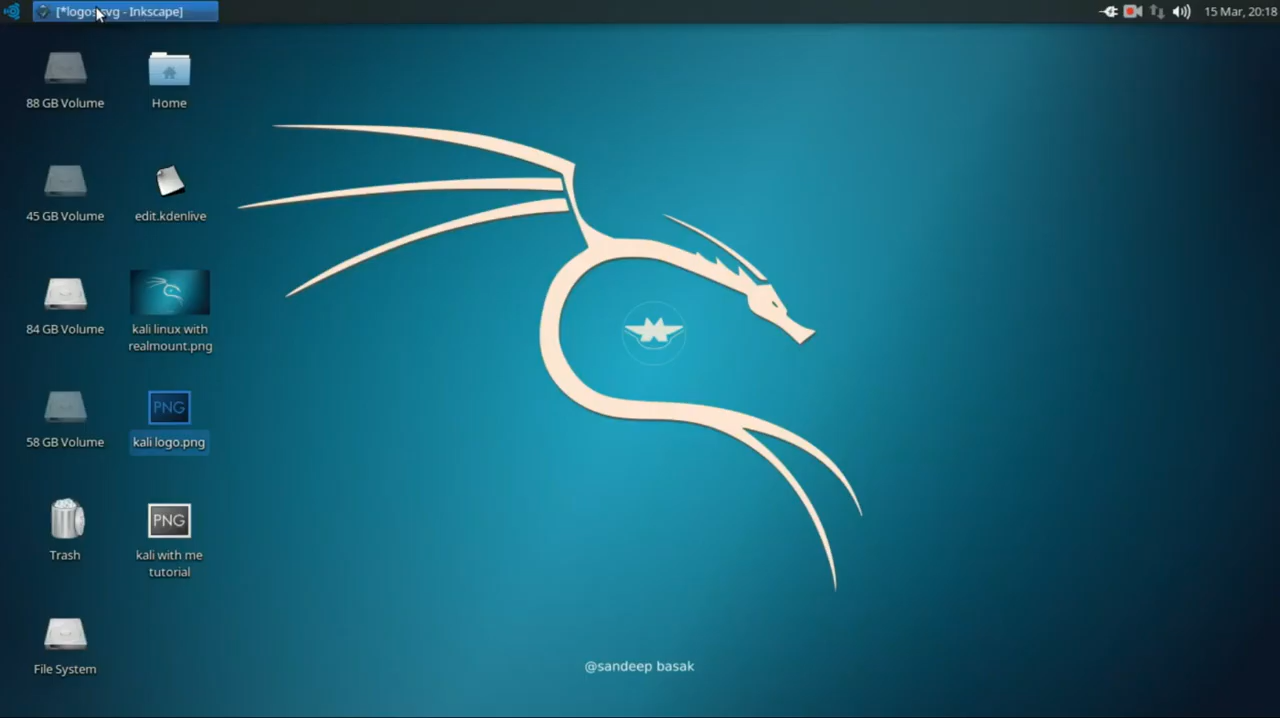 [*logos.svg - Inkscape]
15 Mar, 20:18
88 GB Volume
Home
45 GB Volume
edit.kdenlive
84 GB Volume
kali linux with
realmount.png
PNG
58 GB Volume
kali logo.png
PNG
Trash
kali with me
tutorial
File System
@sandeep basak